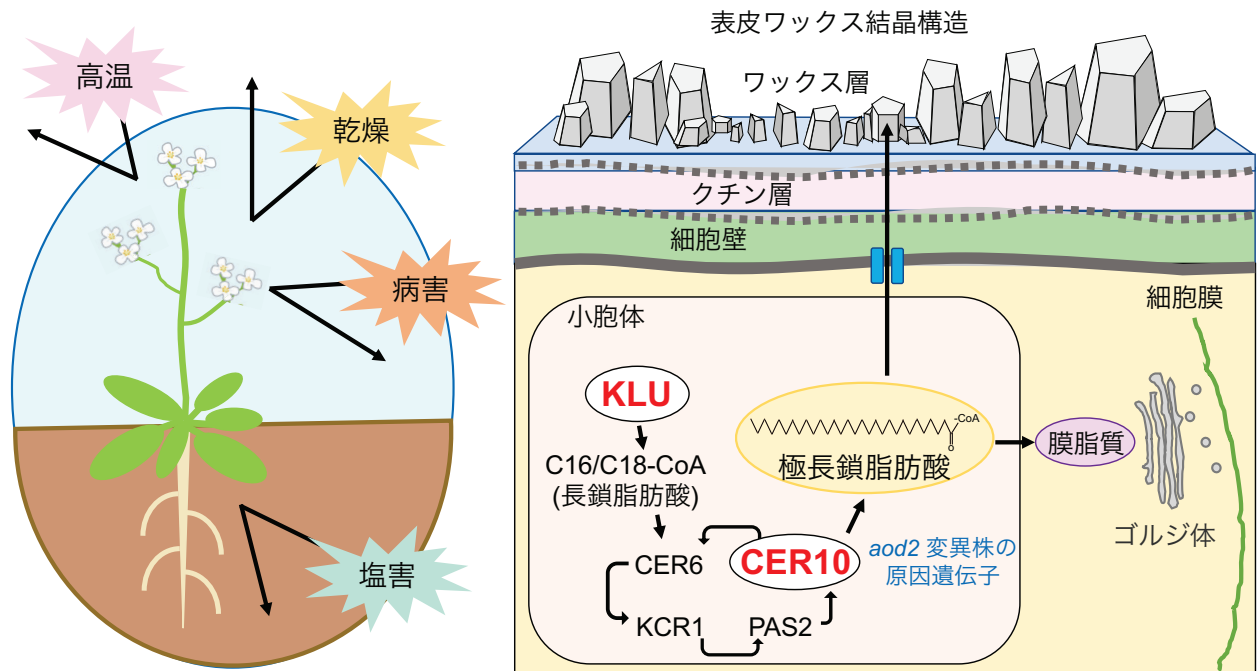 高温
乾燥
病害
塩害
表皮ワックス結晶構造
ワックス層
クチン層
細胞壁
細胞膜
小胞体
KLU
C16/C18-CoA
(長鎖脂肪酸)
CER6
KCR1
PAS2
CER10
-CoA
O
極長鎖脂肪酸
aod2 変異株の
原因遺伝子
膜脂質
ゴルジ体